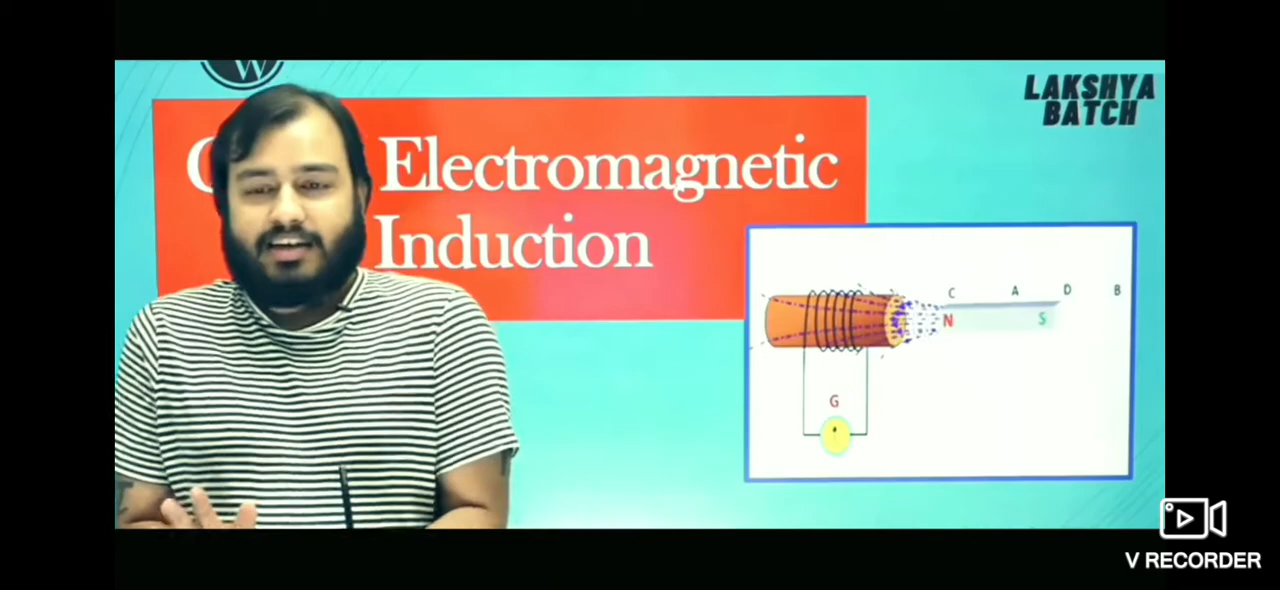 W
LAKSHYA
BATCH
Electromagnetic
Induction
C A D B
N S
G
V RECORDER